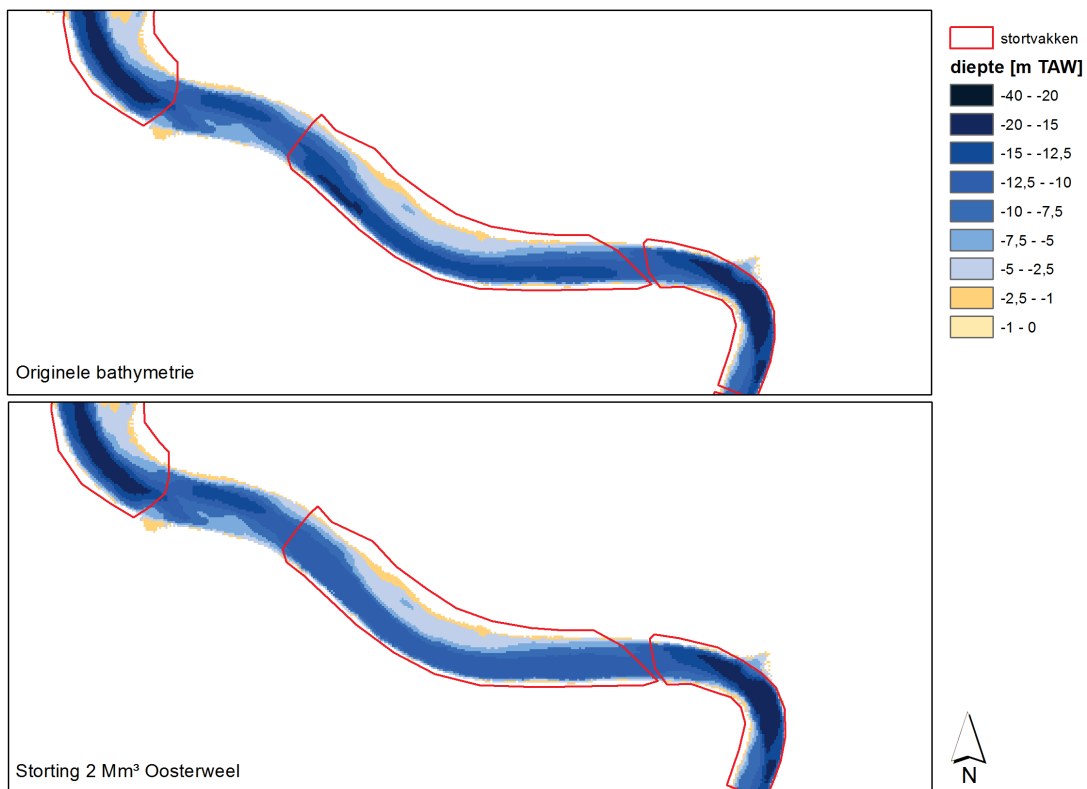 Originele bathymetrie
Storting 2 Mm³ Oosterweel
stortvakken
diepte [m TAW]
-40 - -20
-20 - -15
-15 - -12,5
-12,5 - -10
-10 - -7,5
-7,5 - -5
-5 - -2,5
-2,5 - -1
-1 - 0
N